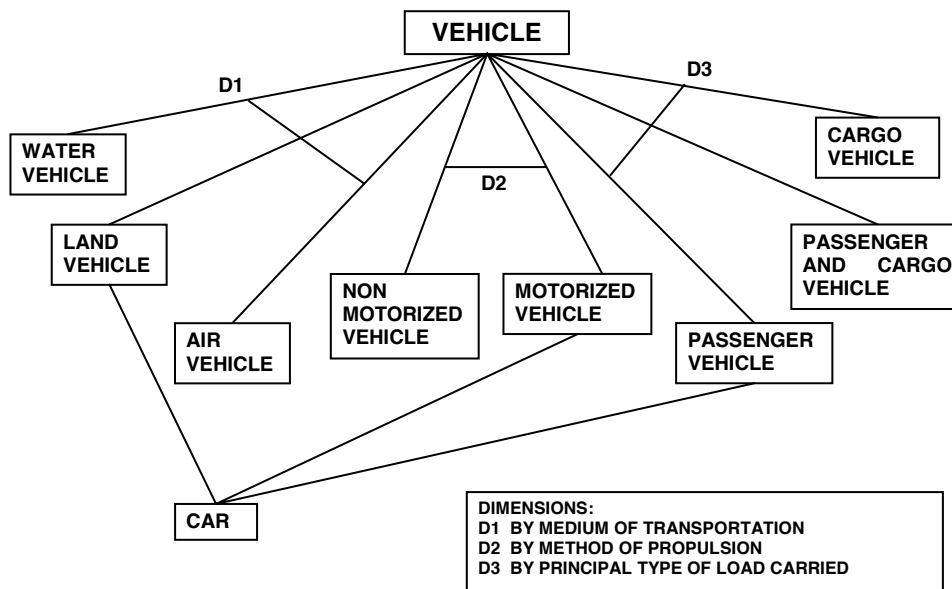 VEHICLE
D1
D3
WATER
VEHICLE
CARGO
VEHICLE
D2
LAND
VEHICLE
PASSENGER
AND CARGO
VEHICLE
NON
MOTORIZED
VEHICLE
MOTORIZED
VEHICLE
AIR
VEHICLE
PASSENGER
VEHICLE
CAR
DIMENSIONS:
D1 BY MEDIUM OF TRANSPORTATION
D2 BY METHOD OF PROPULSION
D3 BY PRINCIPAL TYPE OF LOAD CARRIED